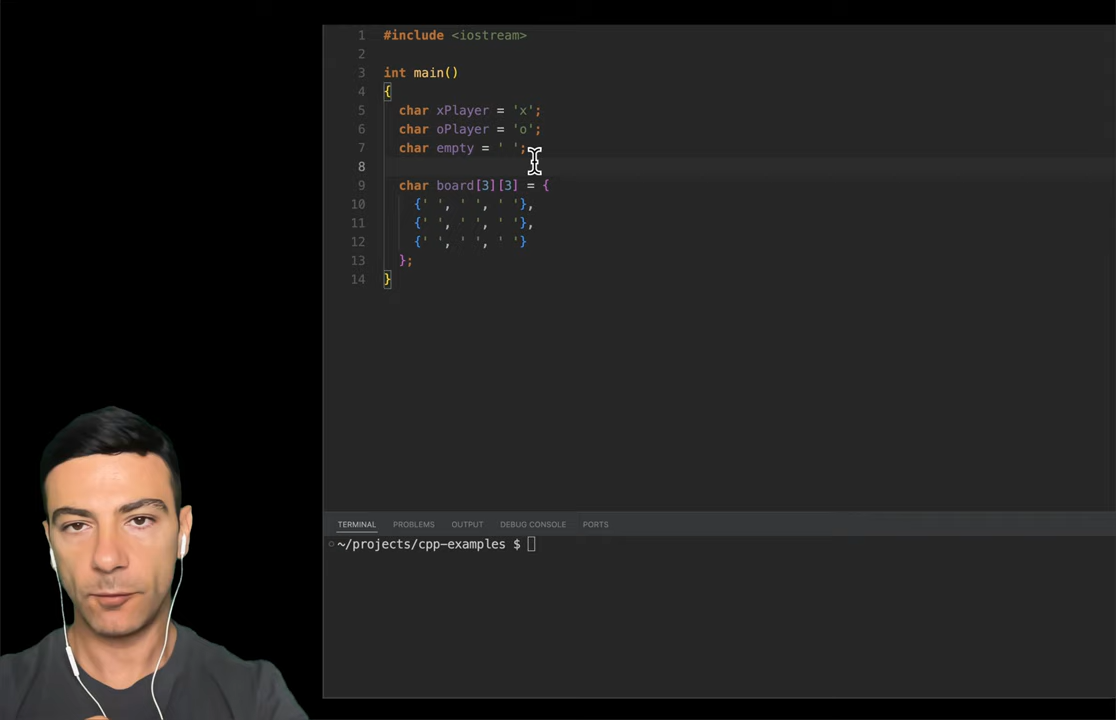 1 #include <iostream>
2
3 int main()
4 {
5 char xPlayer = 'x';
6 char oPlayer = 'o';
7 char empty = ' ';
8
9 char board[3][3] = {
10 {' ', ' ', ' '},
11 {' ', ' ', ' '},
12 {' ', ' ', ' '}
13 };
14 }
TERMINAL PROBLEMS OUTPUT DEBUG CONSOLE PORTS
~/projects/cpp-examples $